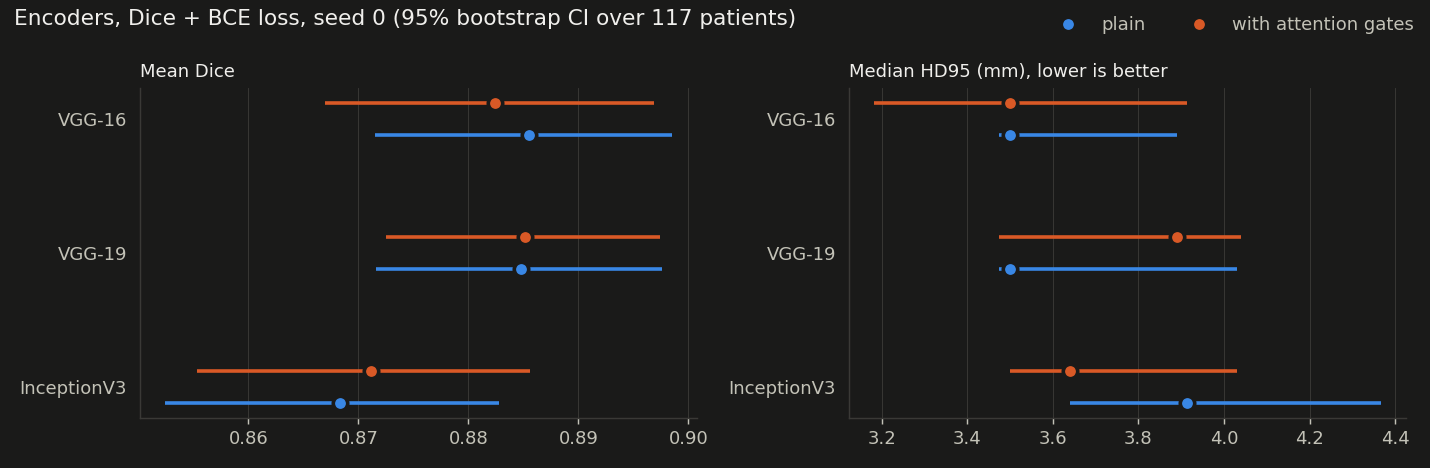 Encoders, Dice + BCE loss, seed 0 (95% bootstrap CI over 117 patients)
plain
with attention gates
Mean Dice
VGG-16
VGG-19
InceptionV3
0.86 0.87 0.88 0.89 0.90
Median HD95 (mm), lower is better
VGG-16
VGG-19
InceptionV3
3.2 3.4 3.6 3.8 4.0 4.2 4.4